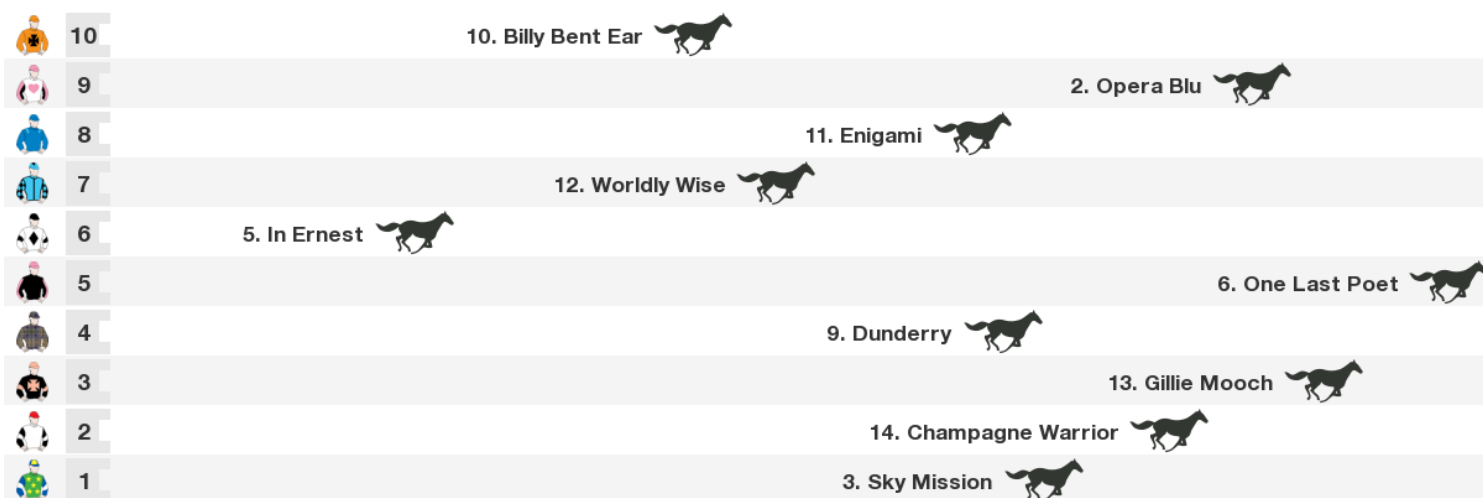 10 10. Billy Bent Ear
9 2. Opera Blu
8 11. Enigami
7 12. Worldly Wise
6 5. In Ernest
5 6. One Last Poet
4 9. Dunderry
3 13. Gillie Mooch
2 14. Champagne Warrior
1 3. Sky Mission